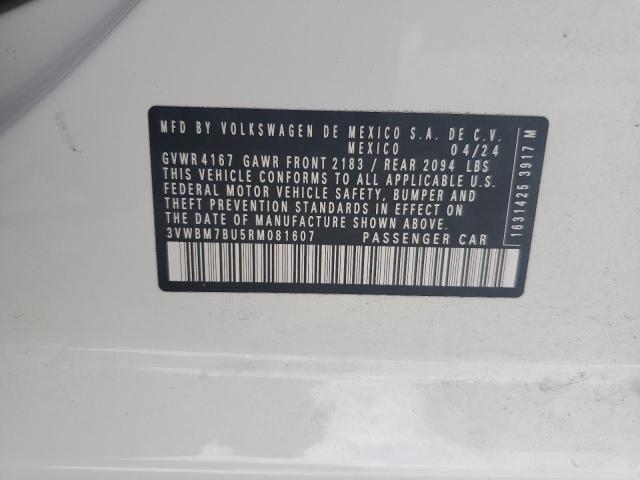 MFD BY VOLKSWAGEN DE MEXICO S.A. DE C.V.
MEXICO 04/24
GVWR 4167 GAWR FRONT 2183 / REAR 2094 LBS
THIS VEHICLE CONFORMS TO ALL APPLICABLE U.S.
FEDERAL MOTOR VEHICLE SAFETY, BUMPER AND
THEFT PREVENTION STANDARDS IN EFFECT ON
THE DATE OF MANUFACTURE SHOWN ABOVE.
3VWBM7BU5RM081607 PASSENGER CAR
1631425 3917 M